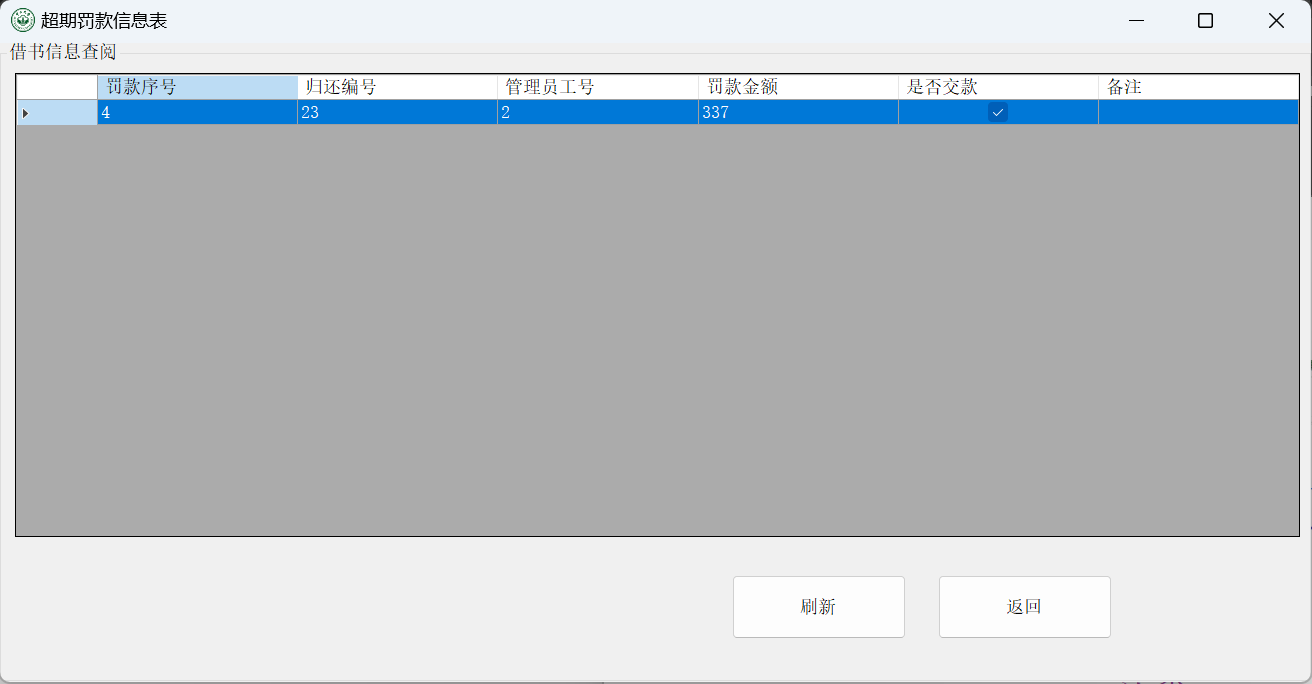 超期罚款信息表
借书信息查阅
罚款序号 归还编号 管理员工号 罚款金额 是否交款 备注
4 23 2 337
刷新 返回